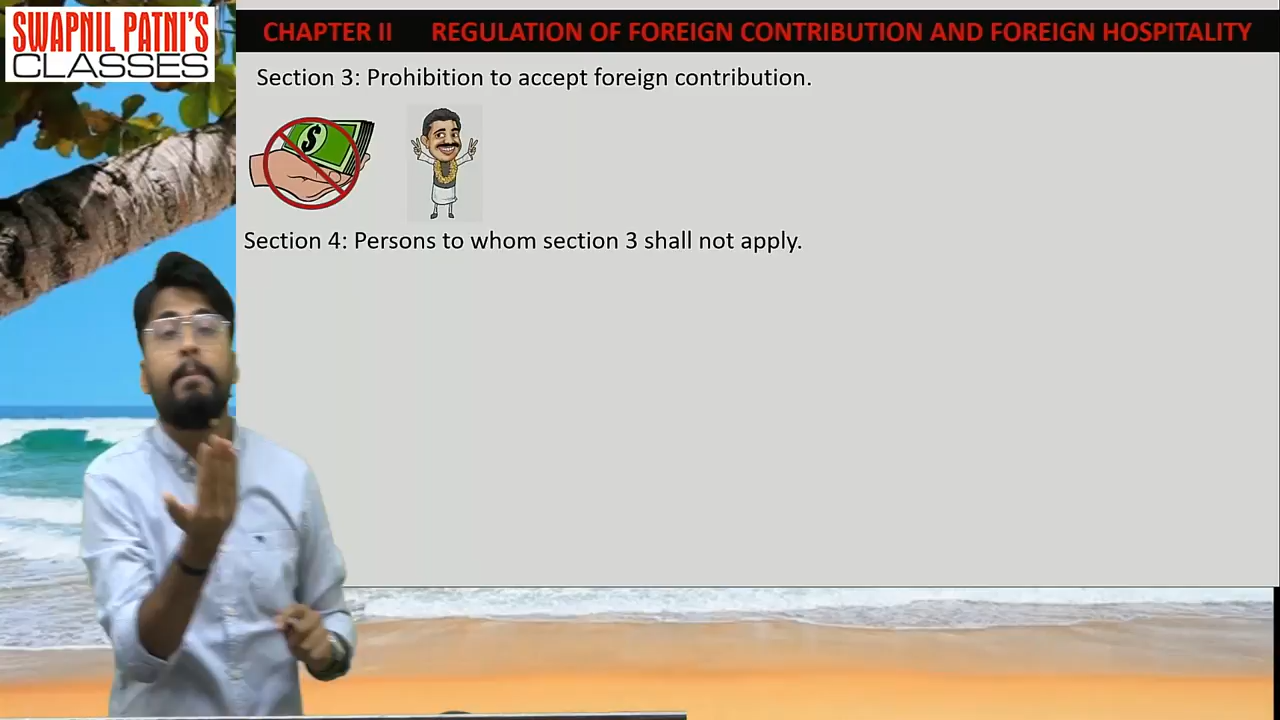 SWAPNIL PATNI'S
CLASSES
CHAPTER II REGULATION OF FOREIGN CONTRIBUTION AND FOREIGN HOSPITALITY
Section 3: Prohibition to accept foreign contribution.
$
Section 4: Persons to whom section 3 shall not apply.